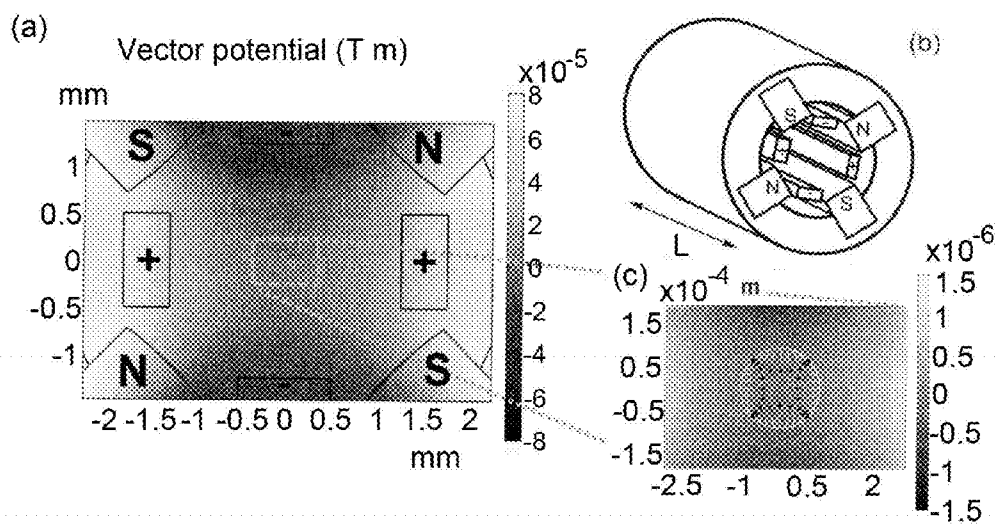 (a)
Vector potential (T m)
mm
x10^-5
S
N
-
+
+
N
S
-
1
0.5
0
-0.5
-1
-2 -1.5 -1 -0.5 0 0.5 1 1.5 2
mm
8
6
4
2
0
-2
-4
-6
-8
(b)
S
N
N
S
L
(c)
x10^-4 m
1.5
0.5
-0.5
-1.5
-2.5 -1 0.5 2
x10^-6
1.5
1
0.5
0
-0.5
-1
-1.5